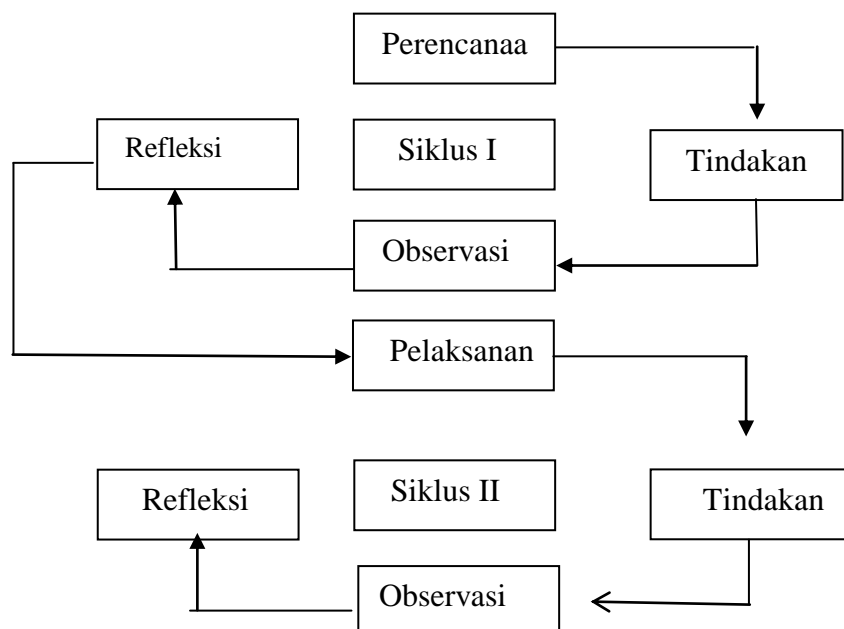 Perencanaa
Refleksi
Siklus I
Tindakan
Observasi
Pelaksanan
Refleksi
Siklus II
Tindakan
Observasi